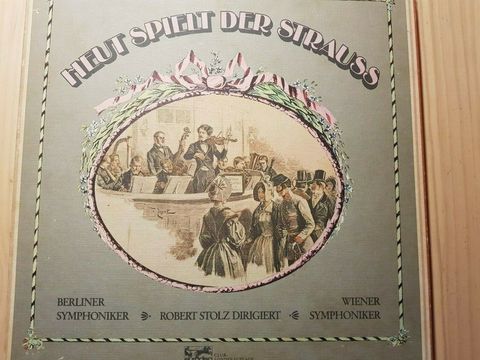 HEUT SPIELT DER STRAUSS
BERLINER WIENER
SYMPHONIKER ROBERT STOLZ DIRIGIERT SYMPHONIKER